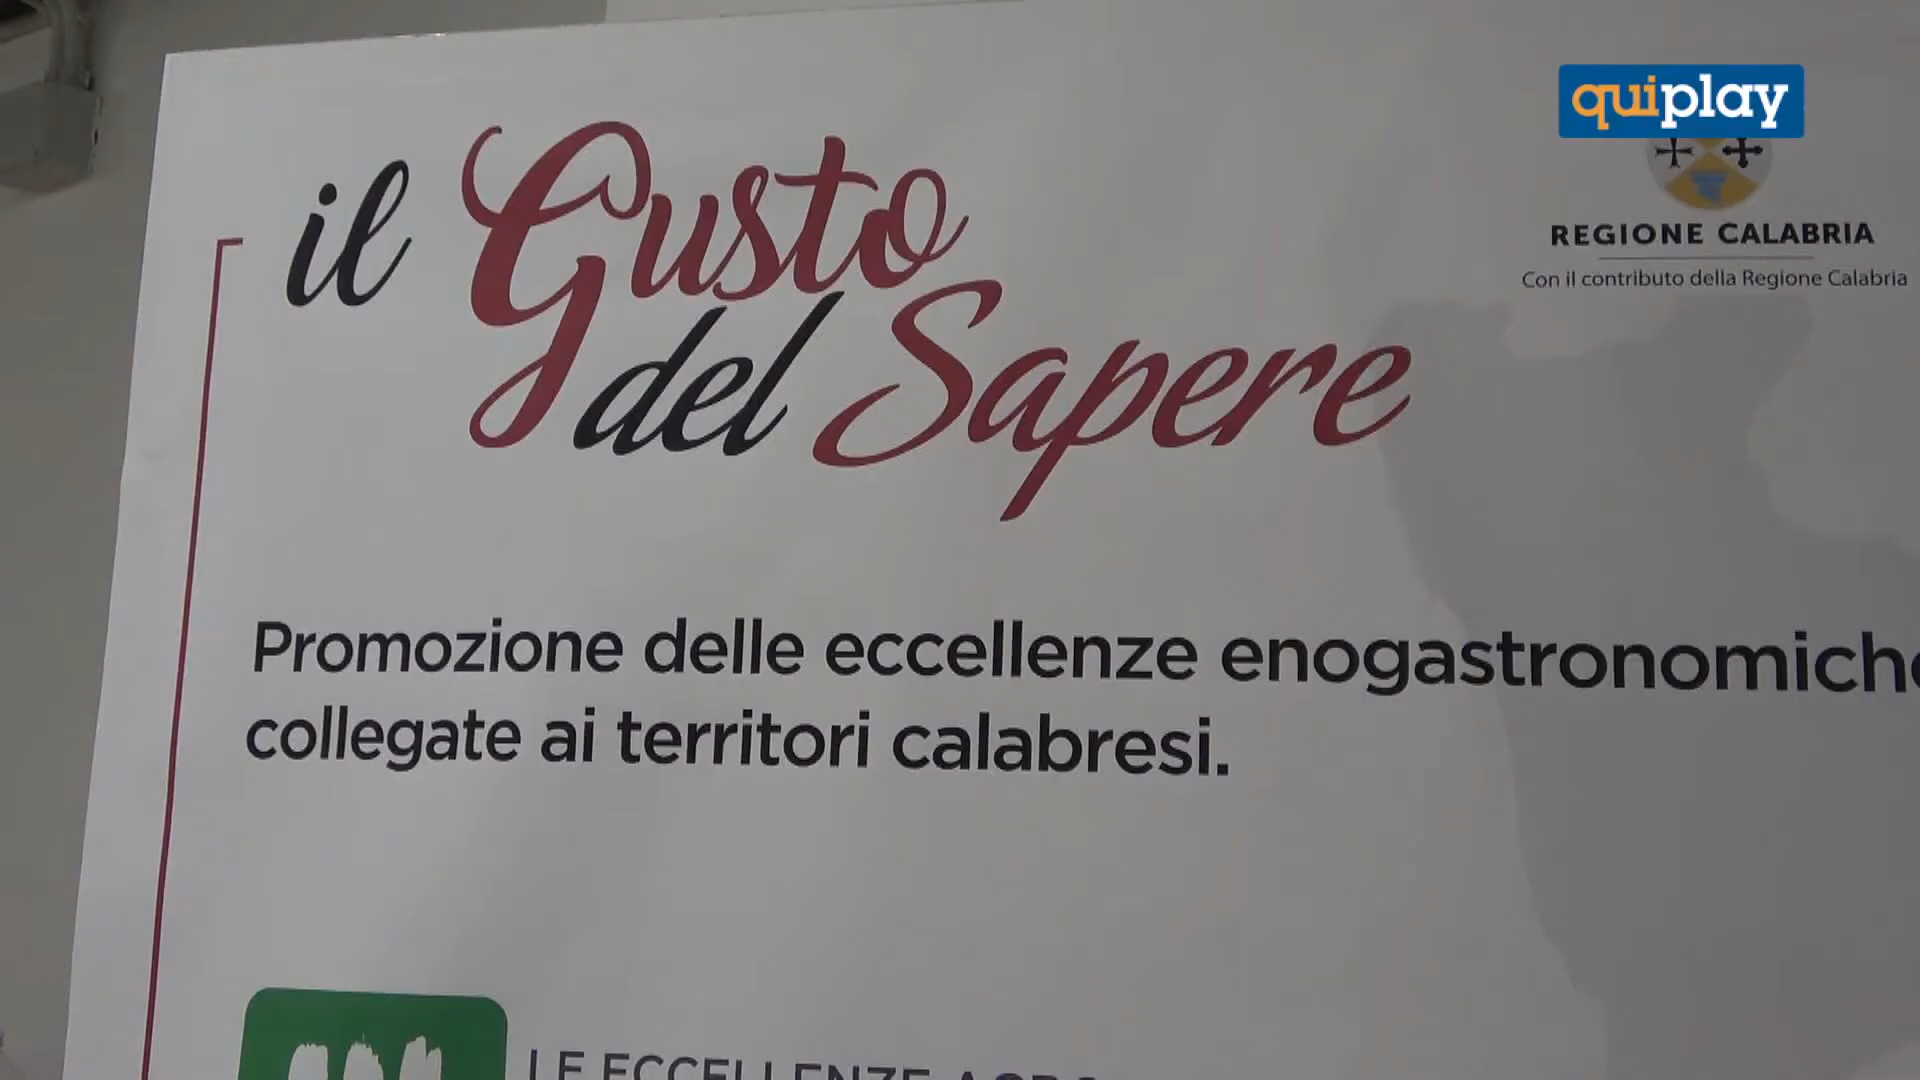 quiplay
REGIONE CALABRIA
Con il contributo della Regione Calabria
il Gusto
del Sapere
Promozione delle eccellenze enogastronomiche
collegate ai territori calabresi.
LE ECCELLENZE